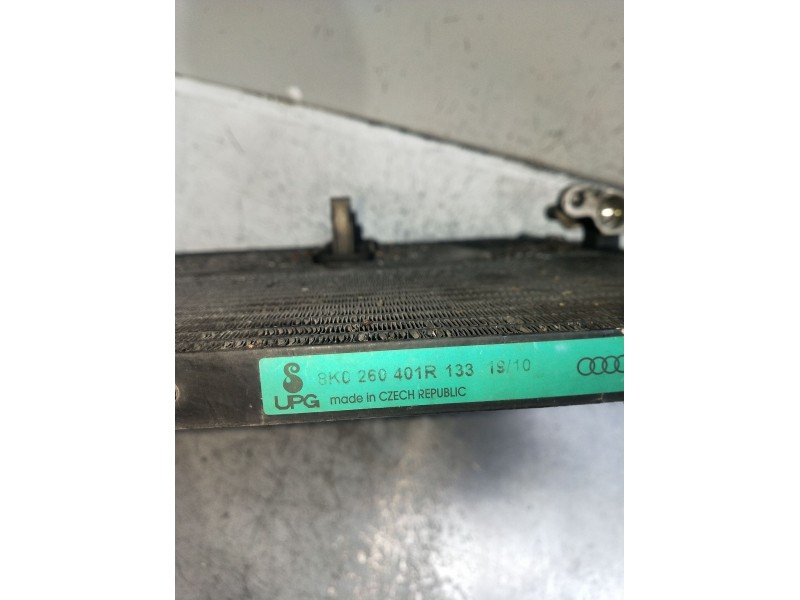 8K0 260 401R 133 19/10
UPG made in CZECH REPUBLIC